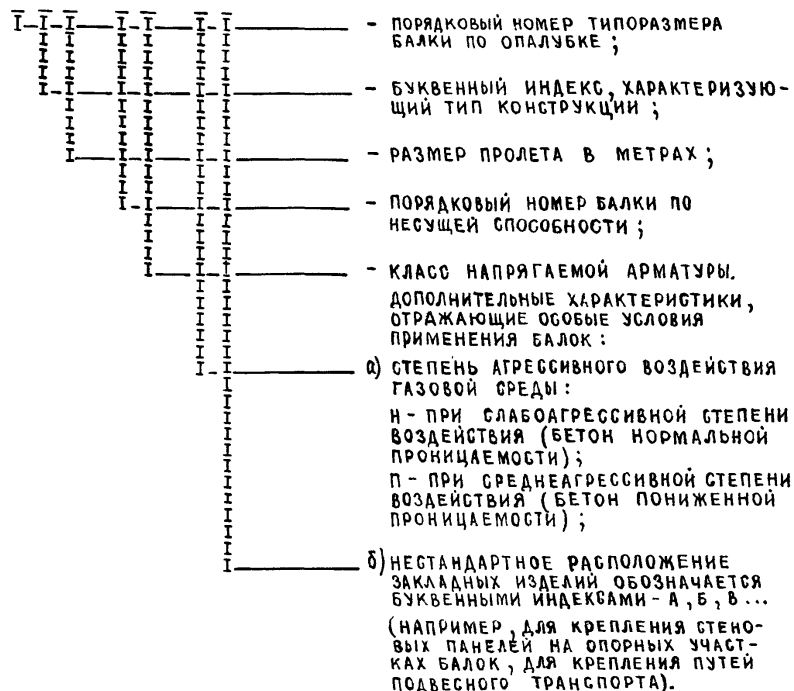 - ПОРЯДКОВЫЙ НОМЕР ТИПОРАЗМЕРА
БАЛКИ ПО ОПАЛУБКЕ;
- БУКВЕННЫЙ ИНДЕКС, ХАРАКТЕРИЗУЮ-
ЩИЙ ТИП КОНСТРУКЦИИ;
- РАЗМЕР ПРОЛЕТА В МЕТРАХ;
- ПОРЯДКОВЫЙ НОМЕР БАЛКИ ПО
НЕСУЩЕЙ СПОСОБНОСТИ;
- КЛАСС НАПРЯГАЕМОЙ АРМАТУРЫ.
ДОПОЛНИТЕЛЬНЫЕ ХАРАКТЕРИСТИКИ,
ОТРАЖАЮЩИЕ ОСОБЫЕ УСЛОВИЯ
ПРИМЕНЕНИЯ БАЛОК:
а) СТЕПЕНЬ АГРЕССИВНОГО ВОЗДЕЙСТВИЯ
ГАЗОВОЙ СРЕДЫ:
Н - ПРИ СЛАБОАГРЕССИВНОЙ СТЕПЕНИ
ВОЗДЕЙСТВИЯ (БЕТОН НОРМАЛЬНОЙ
ПРОНИЦАЕМОСТИ);
П - ПРИ СРЕДНЕАГРЕССИВНОЙ СТЕПЕНИ
ВОЗДЕЙСТВИЯ (БЕТОН ПОНИЖЕННОЙ
ПРОНИЦАЕМОСТИ);
б) НЕСТАНДАРТНОЕ РАСПОЛОЖЕНИЕ
ЗАКЛАДНЫХ ИЗДЕЛИЙ ОБОЗНАЧАЕТСЯ
БУКВЕННЫМИ ИНДЕКСАМИ - А, Б, В...
(НАПРИМЕР, ДЛЯ КРЕПЛЕНИЯ СТЕНО-
ВЫХ ПАНЕЛЕЙ НА ОПОРНЫХ УЧАСТ-
КАХ БАЛОК, ДЛЯ КРЕПЛЕНИЯ ПУТЕЙ
ПОДВЕСНОГО ТРАНСПОРТА).